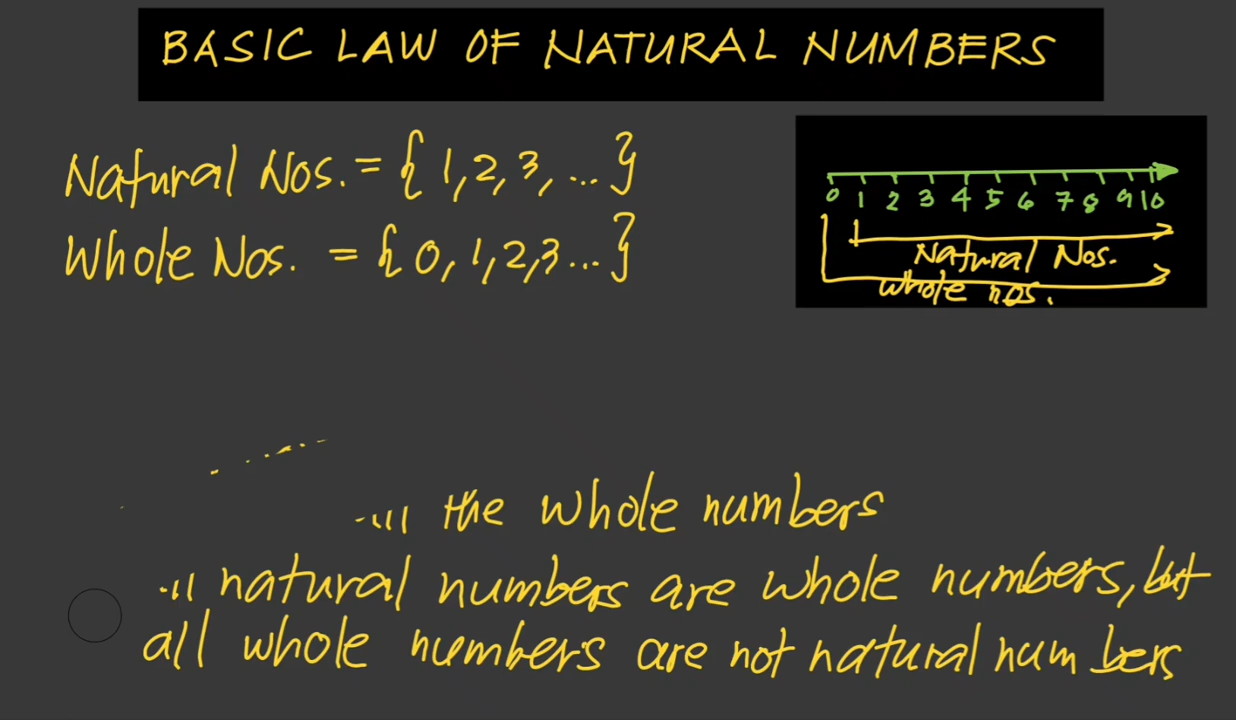 BASIC LAW OF NATURAL NUMBERS
Natural Nos. = { 1, 2, 3, ... }
Whole Nos. = { 0, 1, 2, 3 ... }
0 1 2 3 4 5 6 7 8 9 10
Natural Nos.
whole nos.
the whole numbers
natural numbers are whole numbers, but
all whole numbers are not natural numbers